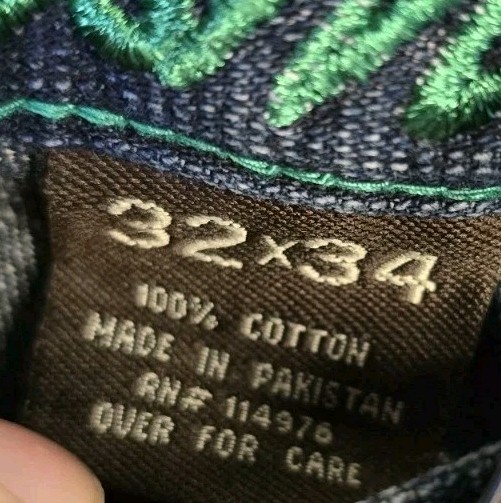 32x34
100% COTTON
MADE IN PAKISTAN
RN# 114976
OVER FOR CARE